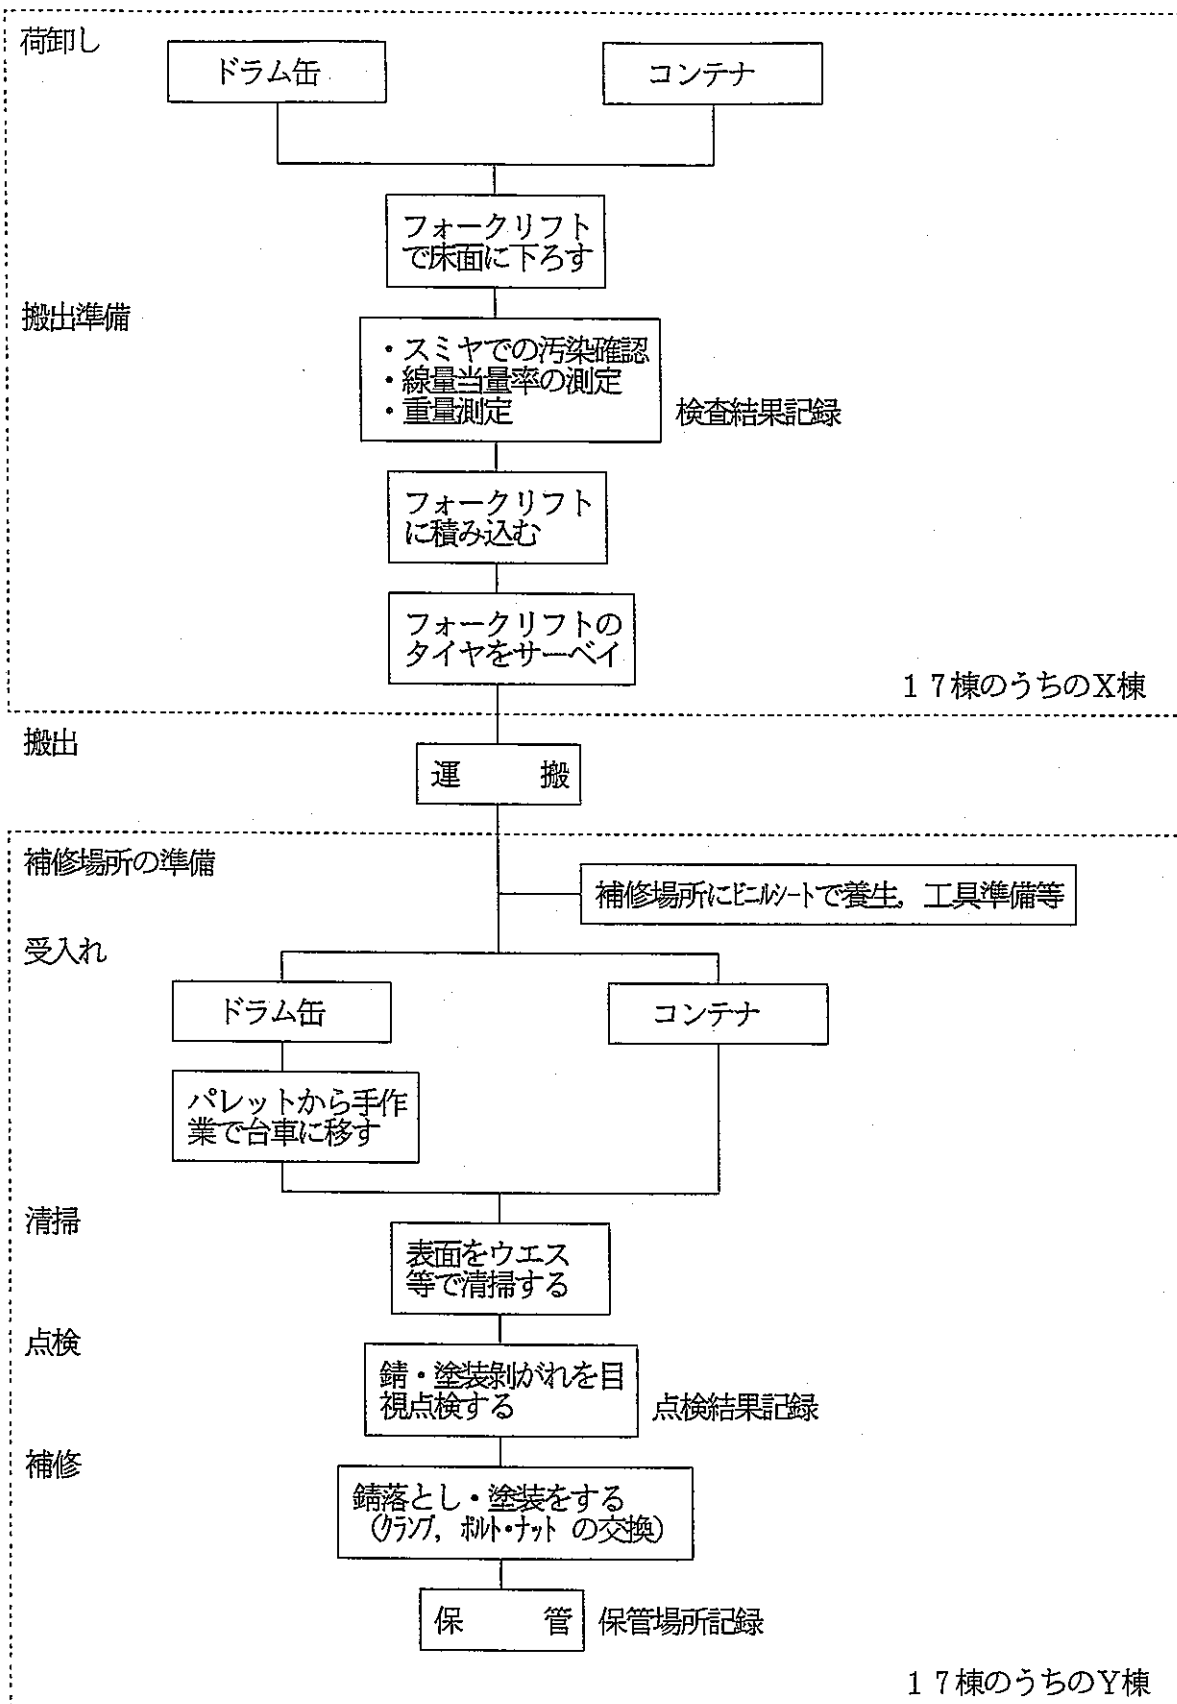 荷卸し
ドラム缶
コンテナ
フォークリフト
で床面に下ろす
搬出準備
・スミヤでの汚染確認
・線量当量率の測定
・重量測定
検査結果記録
フォークリフト
に積み込む
フォークリフトの
タイヤをサーベイ
１７棟のうちのX棟
搬出
運　搬
補修場所の準備
補修場所にﾋﾞﾆﾙｼｰﾄで養生，工具準備等
受入れ
ドラム缶
コンテナ
パレットから手作
業で台車に移す
清掃
表面をウエス
等で清掃する
点検
錆・塗装剝がれを目
視点検する
点検結果記録
補修
錆落とし・塗装をする
（ｸﾗﾝﾌﾟ，ﾎﾞﾙﾄ・ﾅｯﾄ の交換）
保　管
保管場所記録
１７棟のうちのY棟